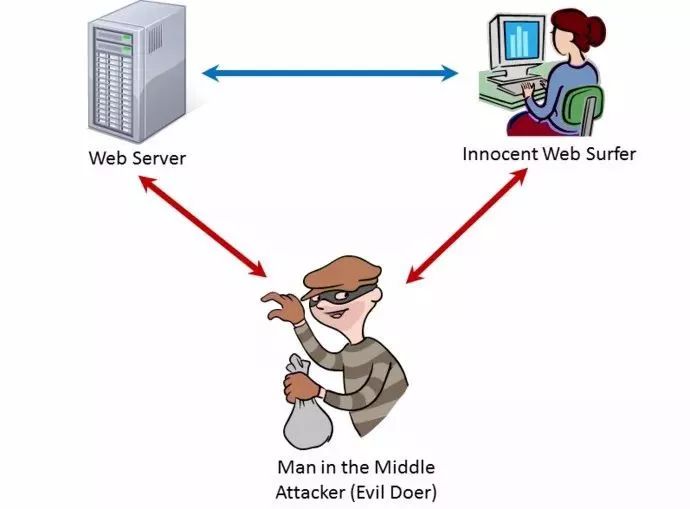 Web Server
Innocent Web Surfer
Man in the Middle
Attacker (Evil Doer)